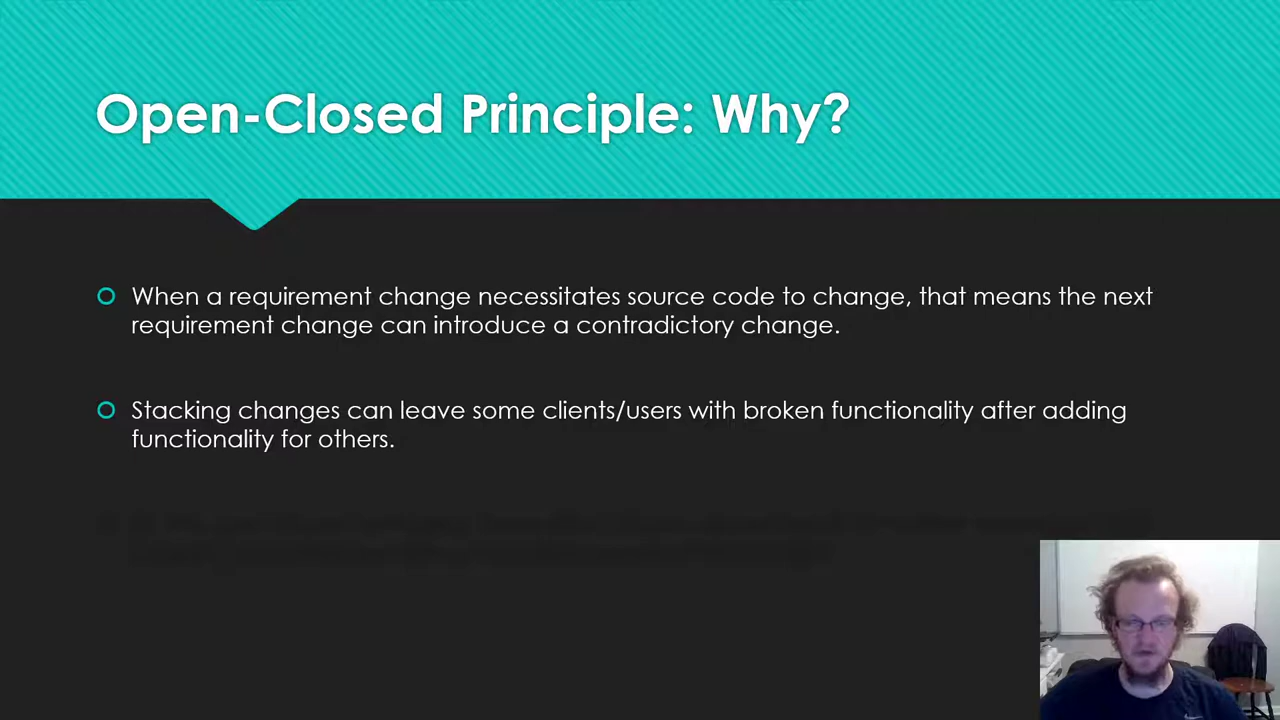 Open-Closed Principle: Why?
When a requirement change necessitates source code to change, that means the next
requirement change can introduce a contradictory change.
Stacking changes can leave some clients/users with broken functionality after adding
functionality for others.